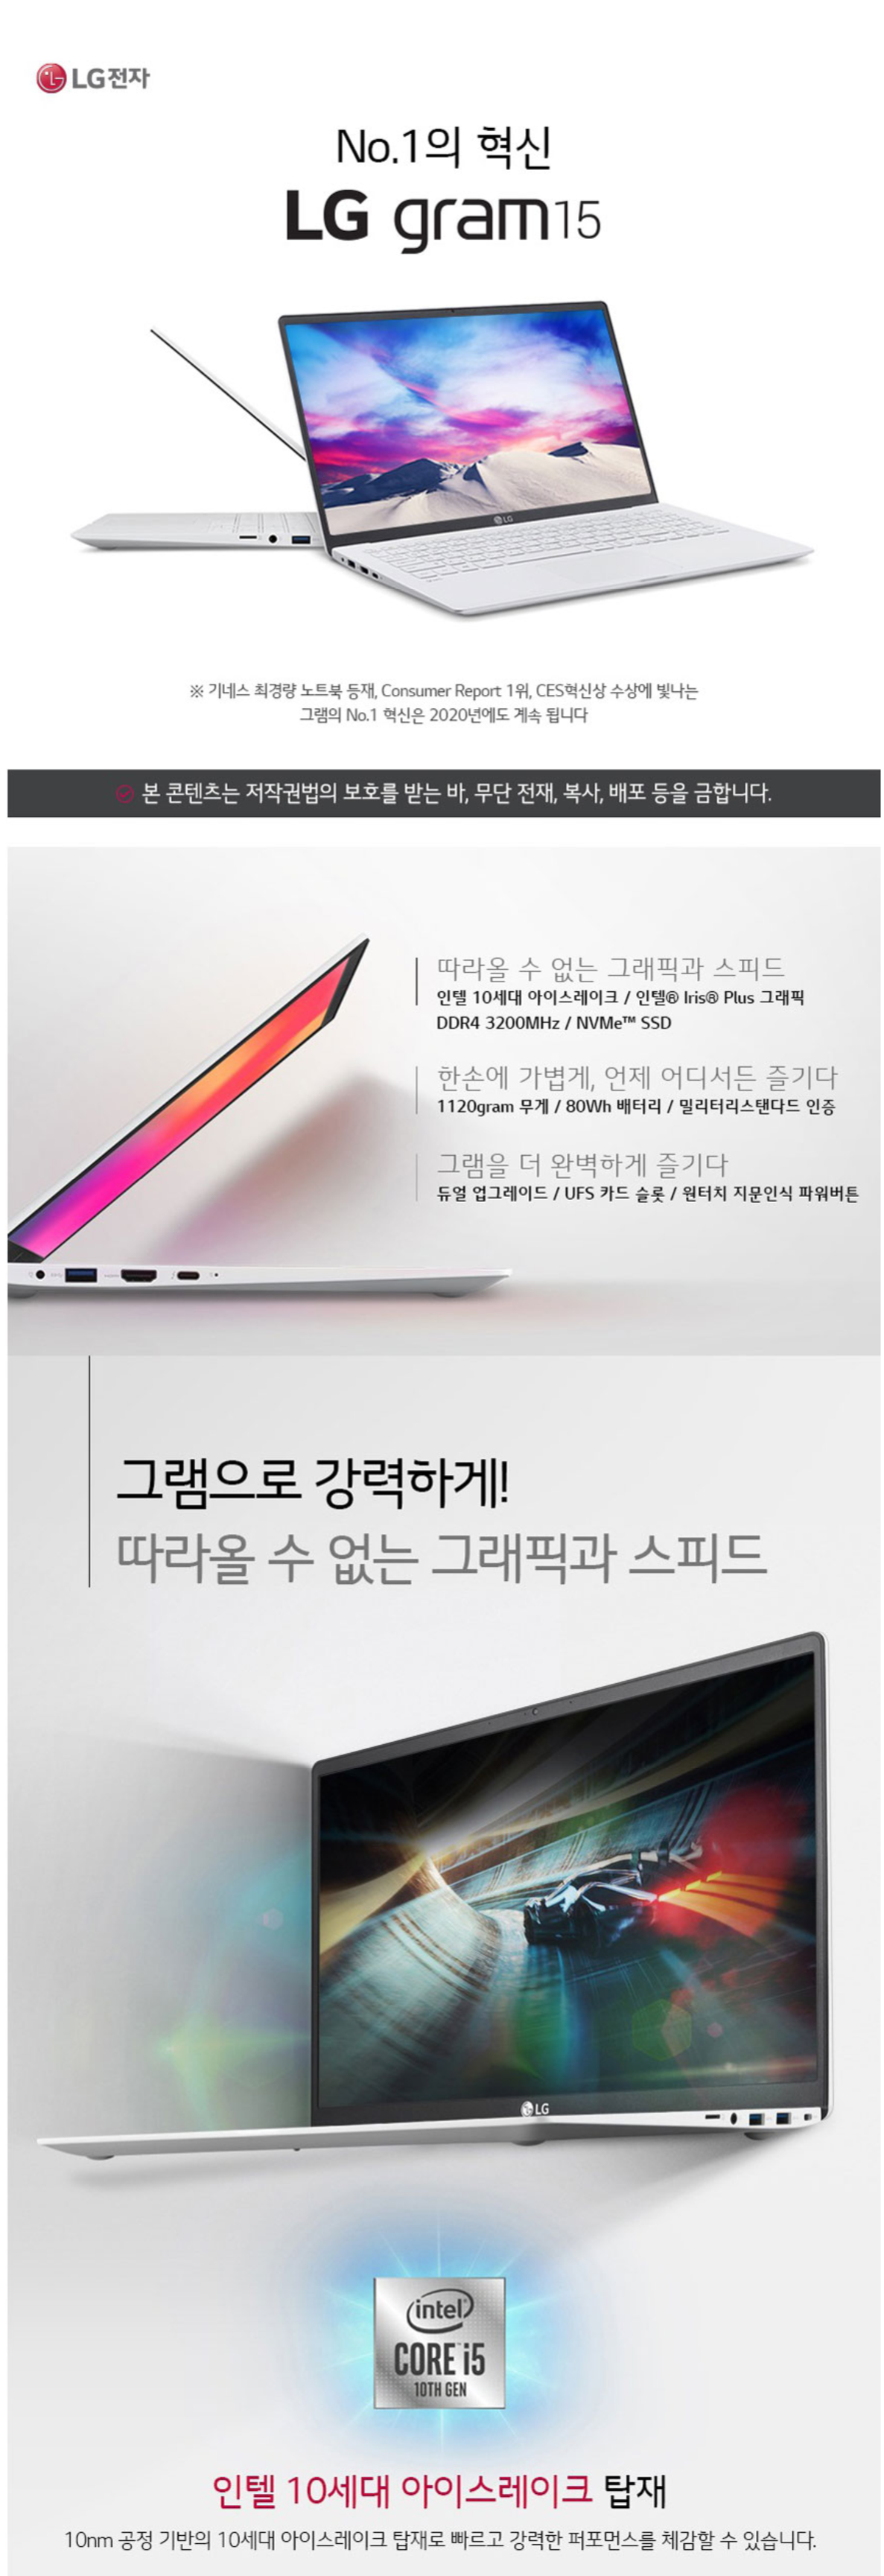 LG전자
No.1의 혁신
LG gram15
LG
※ 기네스 최경량 노트북 등재, Consumer Report 1위, CES혁신상 수상에 빛나는
그램의 No.1 혁신은 2020년에도 계속 됩니다
본 콘텐츠는 저작권법의 보호를 받는 바, 무단 전재, 복사, 배포 등을 금합니다.
따라올 수 없는 그래픽과 스피드
인텔 10세대 아이스레이크 / 인텔® Iris® Plus 그래픽
DDR4 3200MHz / NVMe™ SSD
한손에 가볍게, 언제 어디서든 즐기다
1120gram 무게 / 80Wh 배터리 / 밀리터리스탠다드 인증
그램을 더 완벽하게 즐기다
듀얼 업그레이드 / UFS 카드 슬롯 / 원터치 지문인식 파워버튼
그램으로 강력하게!
따라올 수 없는 그래픽과 스피드
LG
intel
CORE i5
10TH GEN
인텔 10세대 아이스레이크 탑재
10nm 공정 기반의 10세대 아이스레이크 탑재로 빠르고 강력한 퍼포먼스를 체감할 수 있습니다.